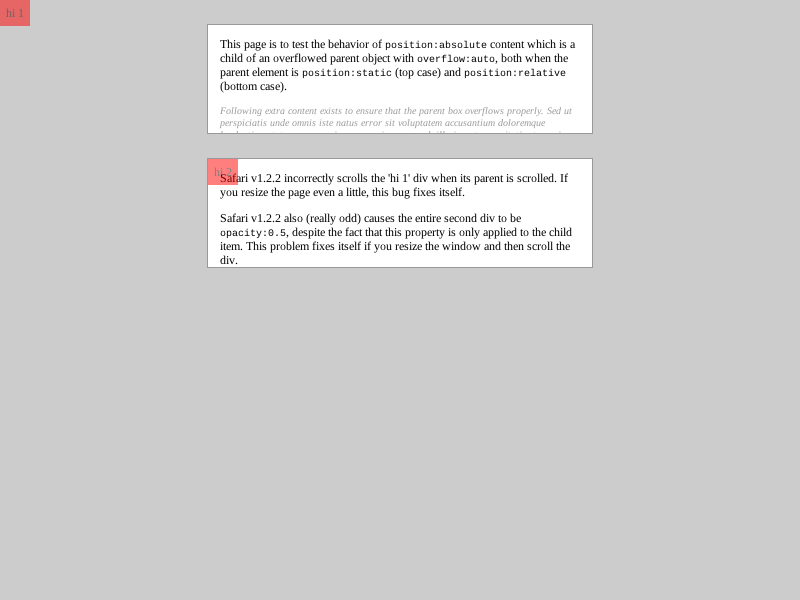 hi 1
This page is to test the behavior of position:absolute content which is a
child of an overflowed parent object with overflow:auto, both when the
parent element is position:static (top case) and position:relative
(bottom case).
Following extra content exists to ensure that the parent box overflows properly. Sed ut
perspiciatis unde omnis iste natus error sit voluptatem accusantium doloremque
hi 2
Safari v1.2.2 incorrectly scrolls the 'hi 1' div when its parent is scrolled. If
you resize the page even a little, this bug fixes itself.
Safari v1.2.2 also (really odd) causes the entire second div to be
opacity:0.5, despite the fact that this property is only applied to the child
item. This problem fixes itself if you resize the window and then scroll the
div.